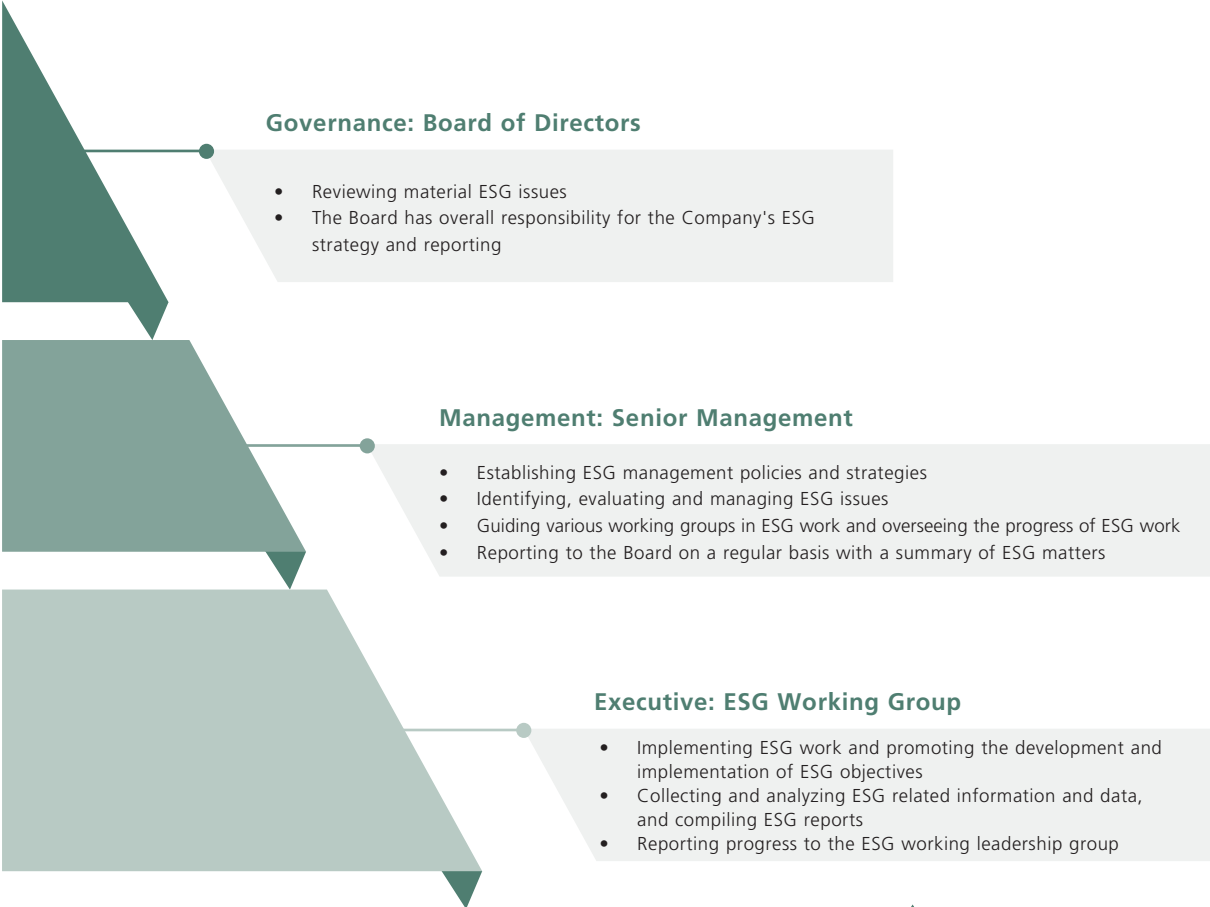 Governance: Board of Directors
• Reviewing material ESG issues
• The Board has overall responsibility for the Company's ESG
strategy and reporting
Management: Senior Management
• Establishing ESG management policies and strategies
• Identifying, evaluating and managing ESG issues
• Guiding various working groups in ESG work and overseeing the progress of ESG work
• Reporting to the Board on a regular basis with a summary of ESG matters
Executive: ESG Working Group
• Implementing ESG work and promoting the development and
implementation of ESG objectives
• Collecting and analyzing ESG related information and data,
and compiling ESG reports
• Reporting progress to the ESG working leadership group